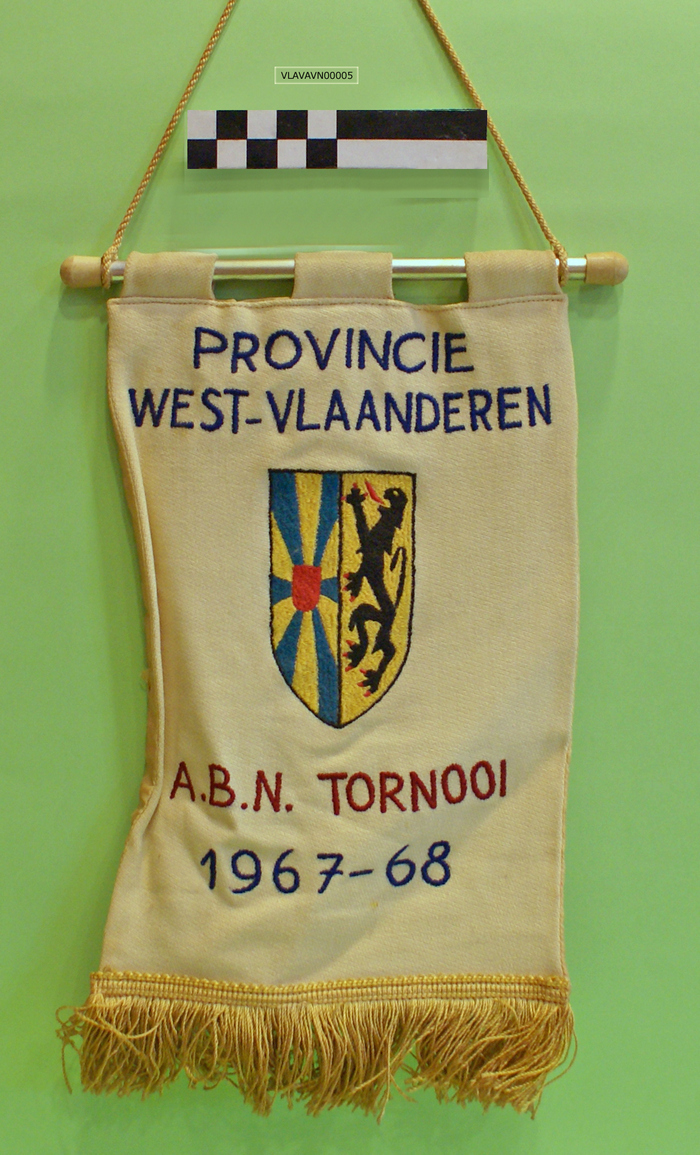 VLAVAVN00005
PROVINCIE
WEST-VLAANDEREN
A.B.N. TORNOOI
1967-68